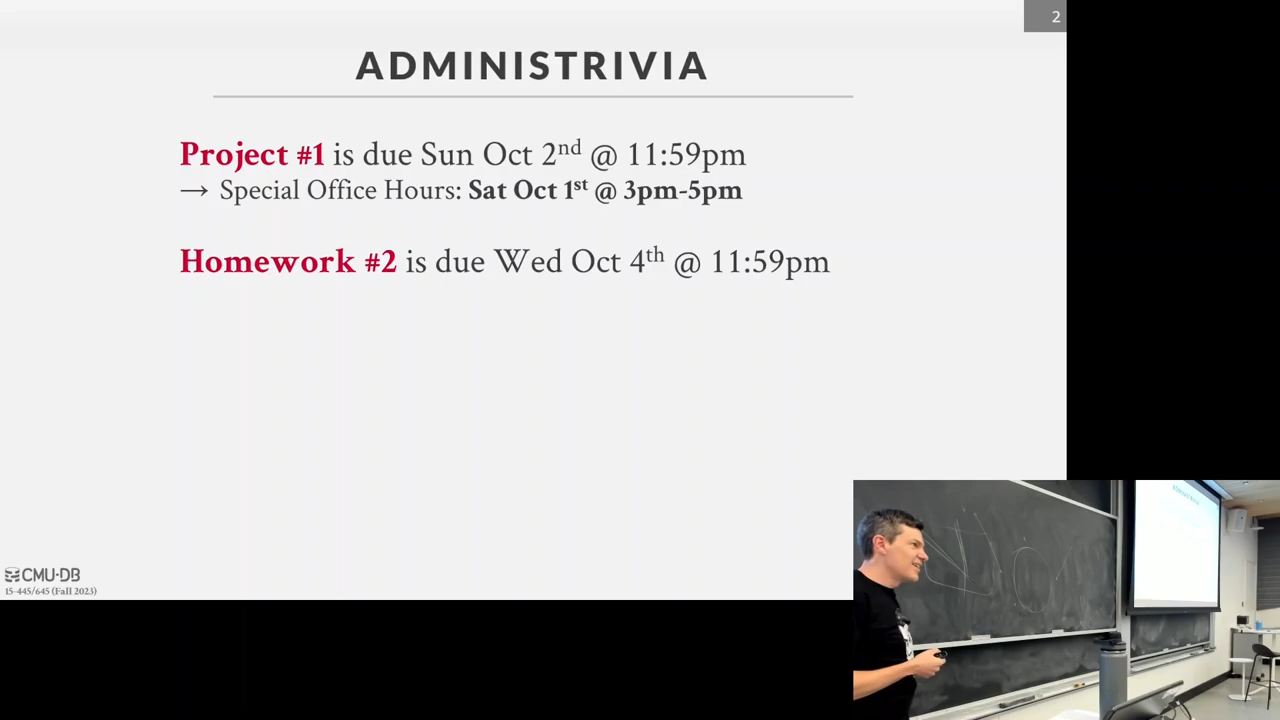 2
ADMINISTRIVIA
Project #1 is due Sun Oct 2nd @ 11:59pm
→ Special Office Hours: Sat Oct 1st @ 3pm-5pm
Homework #2 is due Wed Oct 4th @ 11:59pm
CMU·DB
15-445/645 (Fall 2023)